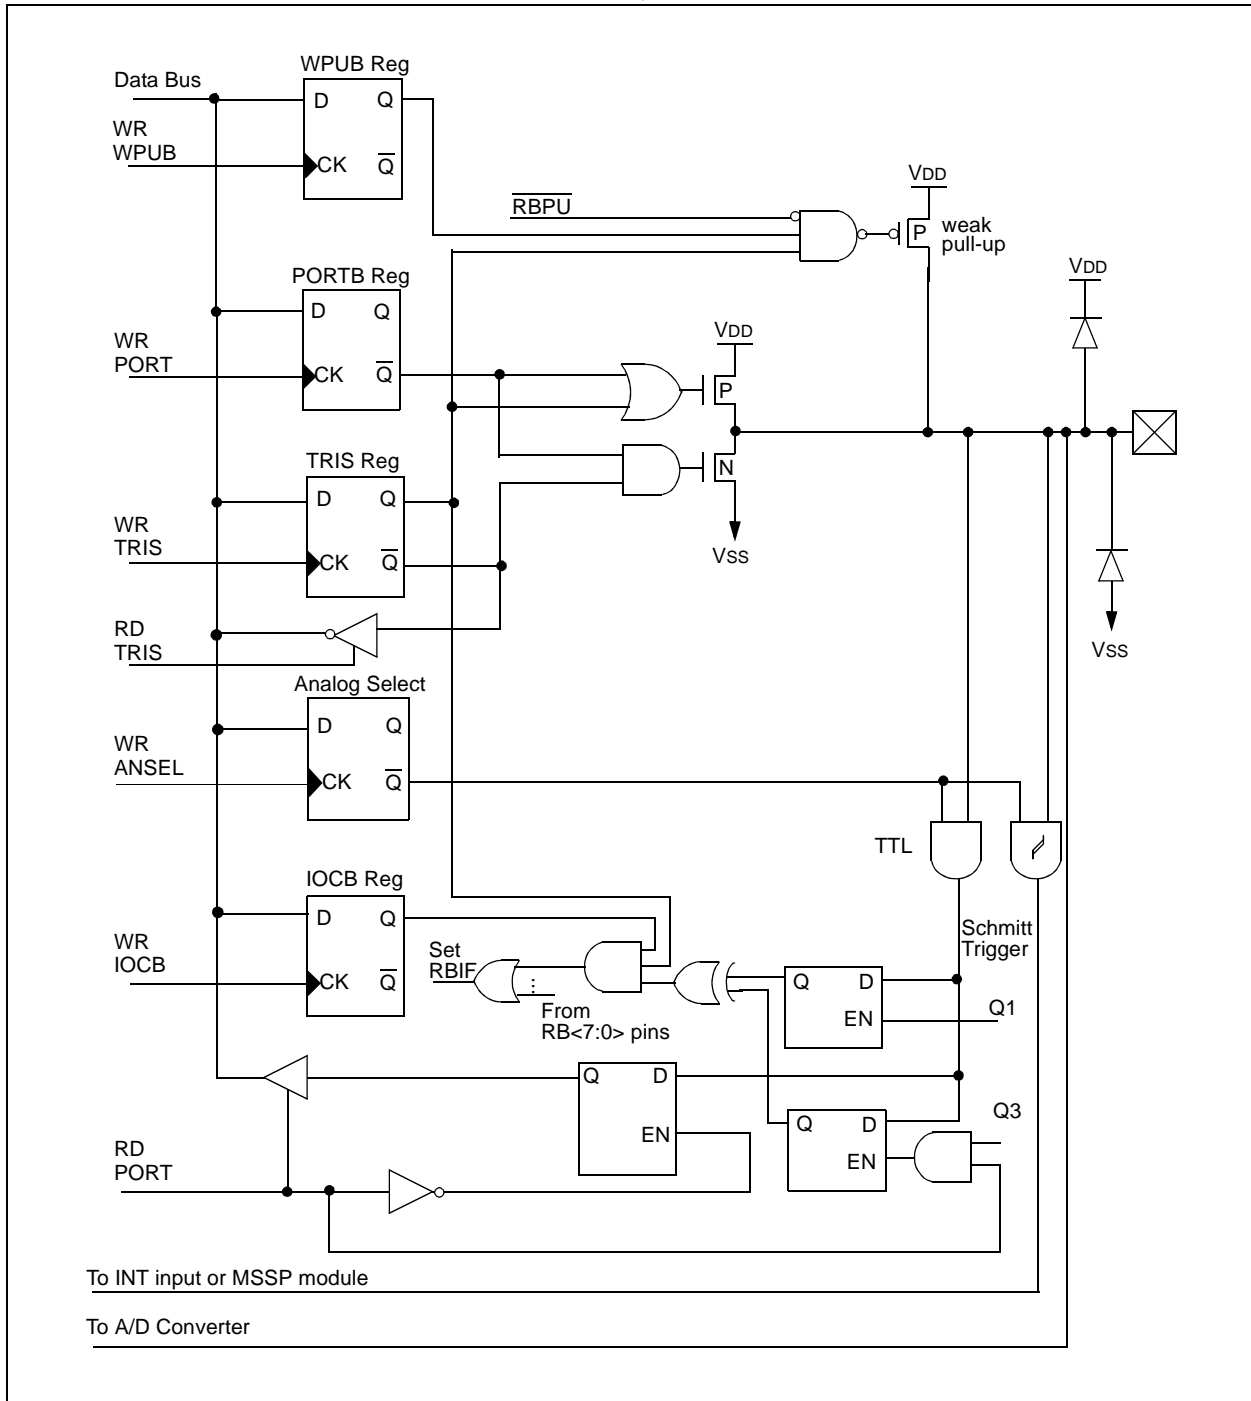 WPUB Reg
Data Bus
D Q
WR
WPUB
CK Q̅
VDD
R̅B̅P̅U̅
P
weak
pull-up
VDD
PORTB Reg
D Q
WR
PORT
CK Q̅
VDD
P
TRIS Reg
D Q
N
WR
TRIS
CK Q̅
VSS
RD
TRIS
VSS
Analog Select
D Q
WR
ANSEL
CK Q̅
TTL
IOCB Reg
D Q
WR
IOCB
CK Q̅
Set
RBIF
Schmitt
Trigger
Q D
EN
Q1
From
RB<7:0> pins
Q D
EN
Q3
Q D
EN
RD
PORT
To INT input or MSSP module
To A/D Converter